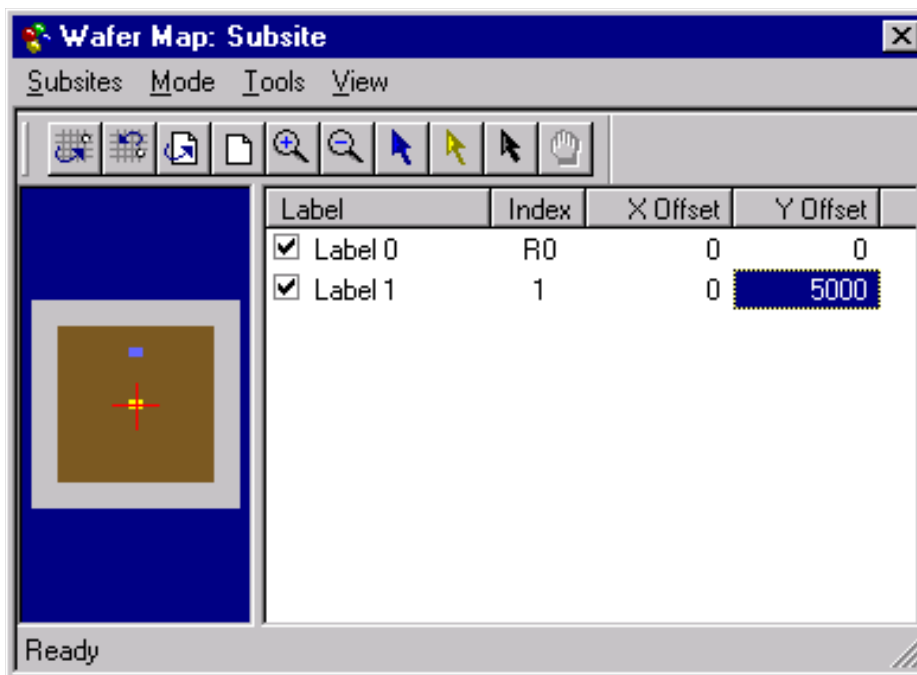 Wafer Map: Subsite
Subsites Mode Tools View
Label Index X Offset Y Offset
Label 0 R0 0 0
Label 1 1 0 5000
Ready